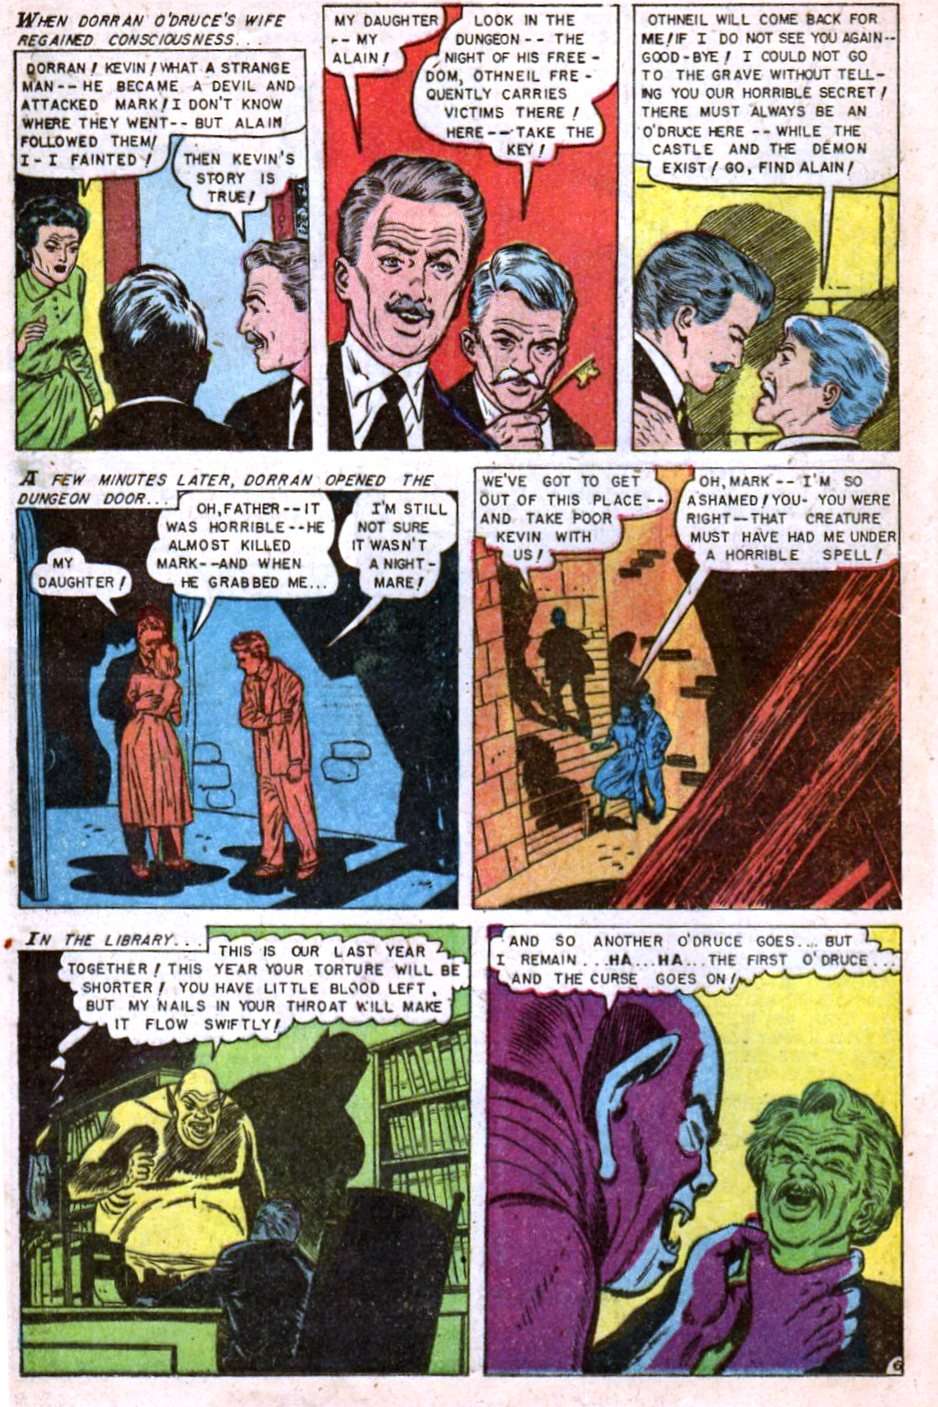 WHEN DORRAN O'DRUCE'S WIFE
REGAINED CONSCIOUSNESS...
DORRAN! KEVIN! WHAT A STRANGE
MAN--HE BECAME A DEVIL AND
ATTACKED MARK! I DON'T KNOW
WHERE THEY WENT--BUT ALAIN
FOLLOWED THEM!
I-I FAINTED!
THEN KEVIN'S
STORY IS
TRUE!
MY DAUGHTER
--MY
ALAIN!
LOOK IN THE
DUNGEON--THE
NIGHT OF HIS FREE-
DOM, OTHNEIL FRE-
QUENTLY CARRIES
VICTIMS THERE!
HERE--TAKE THE
KEY!
OTHNEIL WILL COME BACK FOR
ME! IF I DO NOT SEE YOU AGAIN--
GOOD-BYE! I COULD NOT GO
TO THE GRAVE WITHOUT TELL-
ING YOU OUR HORRIBLE SECRET!
THERE MUST ALWAYS BE AN
O'DRUCE HERE--WHILE THE
CASTLE AND THE DEMON
EXIST! GO, FIND ALAIN!
A FEW MINUTES LATER, DORRAN OPENED THE
DUNGEON DOOR...
MY
DAUGHTER!
OH, FATHER--IT
WAS HORRIBLE--HE
ALMOST KILLED
MARK--AND WHEN
HE GRABBED ME...
I'M STILL
NOT SURE
IT WASN'T
A NIGHT-
MARE!
WE'VE GOT TO GET
OUT OF THIS PLACE--
AND TAKE POOR
KEVIN WITH
US!
OH, MARK--I'M SO
ASHAMED! YOU-YOU WERE
RIGHT--THAT CREATURE
MUST HAVE HAD ME UNDER
A HORRIBLE SPELL!
IN THE LIBRARY...
THIS IS OUR LAST YEAR
TOGETHER! THIS YEAR YOUR TORTURE WILL BE
SHORTER! YOU HAVE LITTLE BLOOD LEFT,
BUT MY NAILS IN YOUR THROAT WILL MAKE
IT FLOW SWIFTLY!
AND SO ANOTHER O'DRUCE GOES... BUT
I REMAIN...HA...HA...THE FIRST O'DRUCE...
AND THE CURSE GOES ON!
6